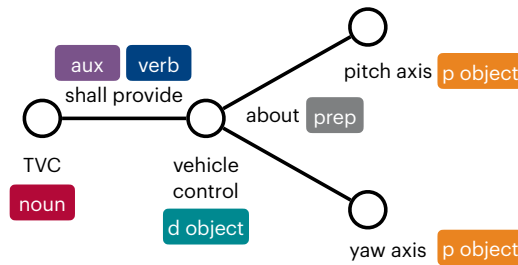 aux verb
shall provide
TVC
noun
vehicle
control
d object
about prep
pitch axis p object
yaw axis p object